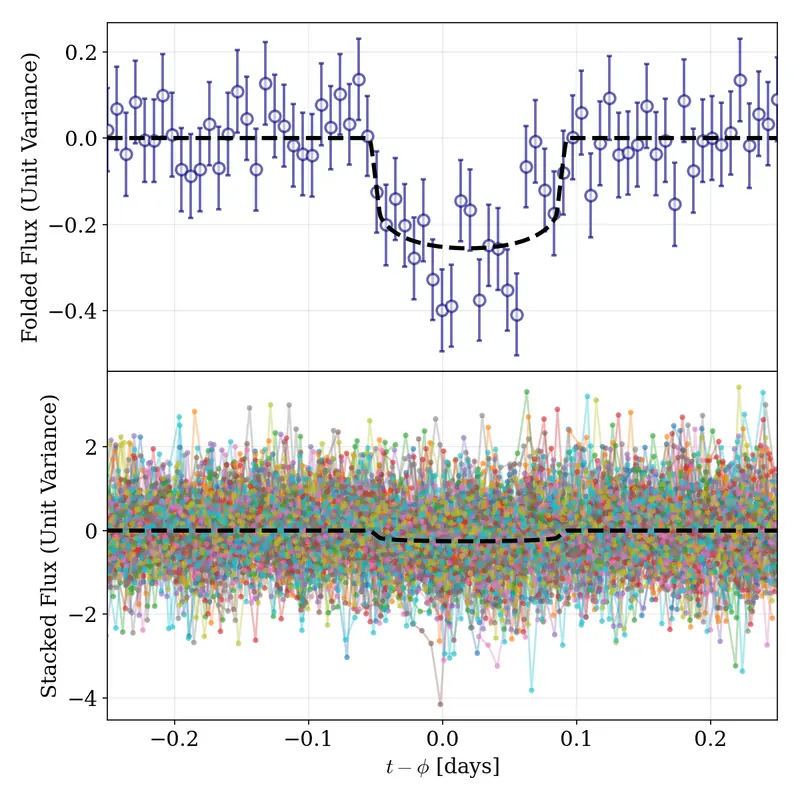 Folded Flux (Unit Variance)
0.2
0.0
−0.2
−0.4
Stacked Flux (Unit Variance)
2
0
−2
−4
−0.2 −0.1 0.0 0.1 0.2
t − ϕ [days]